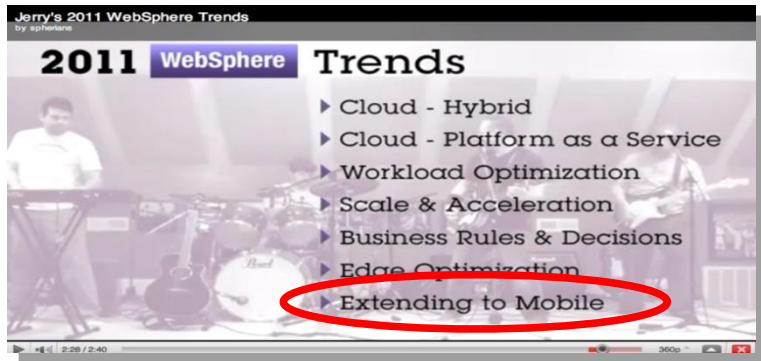 Jerry's 2011 WebSphere Trends
by spherians
2011 WebSphere Trends
Cloud - Hybrid
Cloud - Platform as a Service
Workload Optimization
Scale & Acceleration
Business Rules & Decisions
Edge Optimization
Extending to Mobile
Pearl
2:28 / 2:40
360p